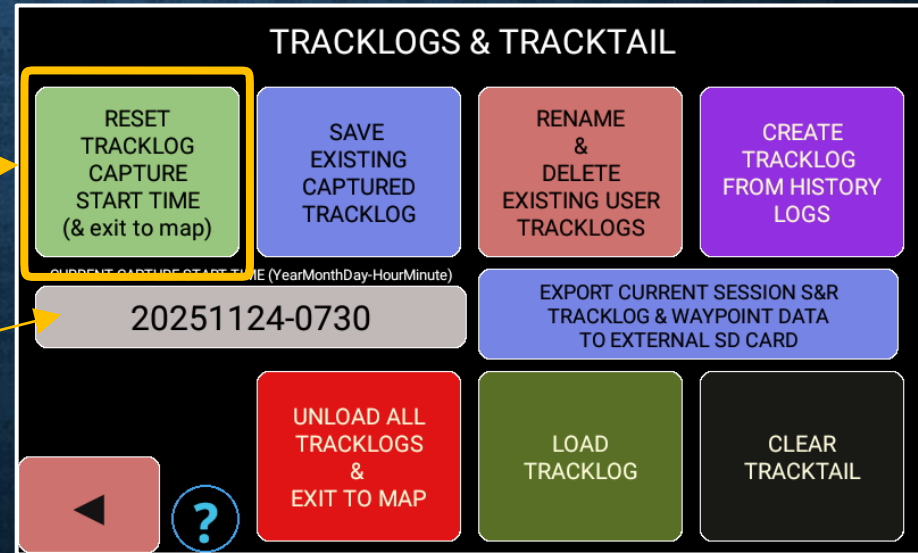 TRACKLOGS & TRACKTAIL
RESET
TRACKLOG
CAPTURE
START TIME
(& exit to map)
SAVE
EXISTING
CAPTURED
TRACKLOG
RENAME
&
DELETE
EXISTING USER
TRACKLOGS
CREATE
TRACKLOG
FROM HISTORY
LOGS
CURRENT CAPTURE START TIME (YearMonthDay-HourMinute)
20251124-0730
EXPORT CURRENT SESSION S&R
TRACKLOG & WAYPOINT DATA
TO EXTERNAL SD CARD
UNLOAD ALL
TRACKLOGS
&
EXIT TO MAP
LOAD
TRACKLOG
CLEAR
TRACKTAIL
?